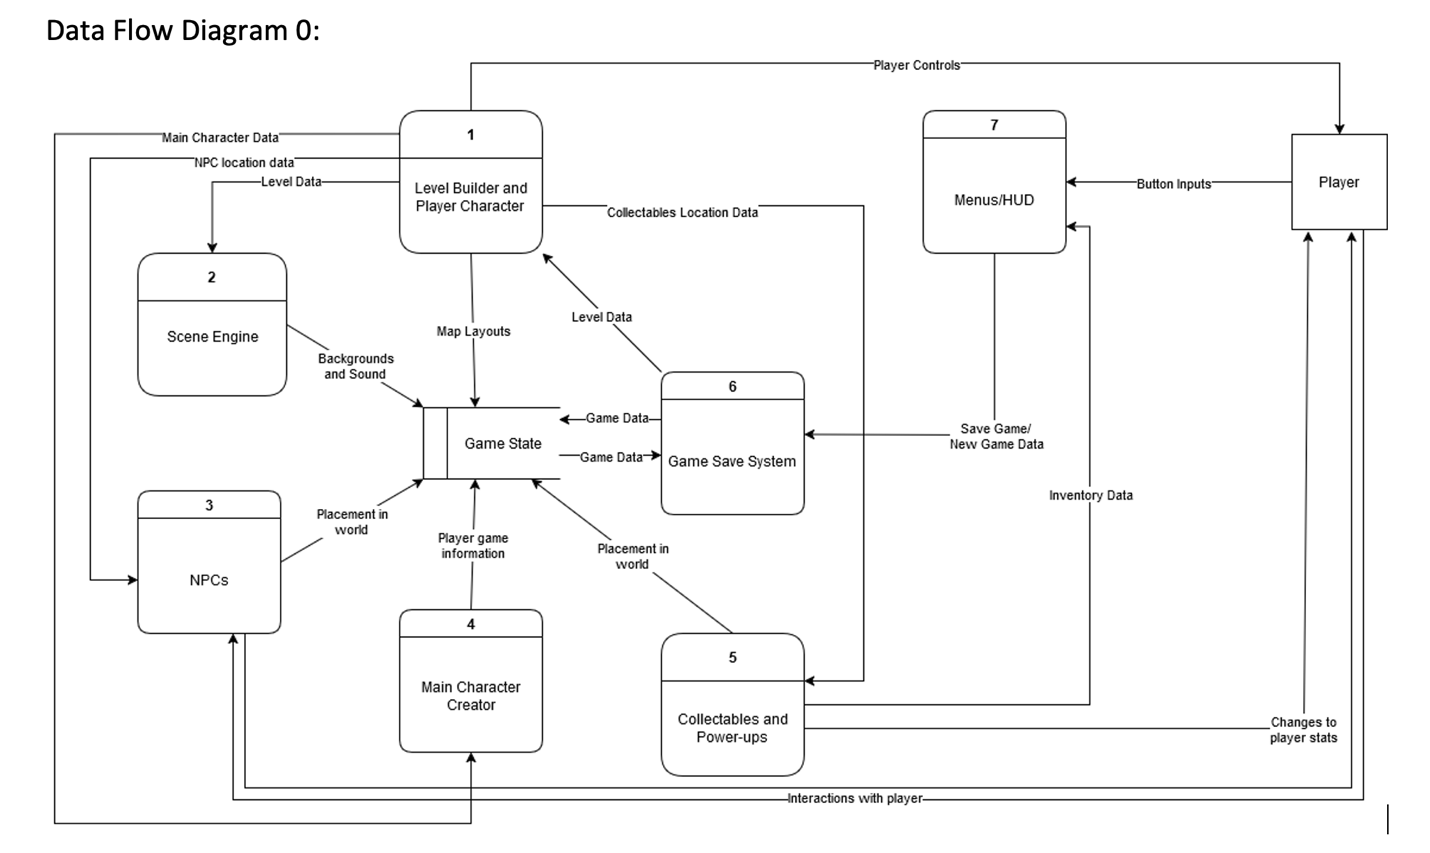 Data Flow Diagram 0:
Player Controls
Main Character Data
NPC location data
Level Data
1
Level Builder and
Player Character
Collectables Location Data
7
Menus/HUD
Button Inputs
Player
2
Scene Engine
Backgrounds
and Sound
Map Layouts
Level Data
6
Game Save System
Game Data
Game Data
Game State
Save Game/
New Game Data
Inventory Data
3
NPCs
Placement in
world
Player game
information
Placement in
world
4
Main Character
Creator
5
Collectables and
Power-ups
Changes to
player stats
Interactions with player